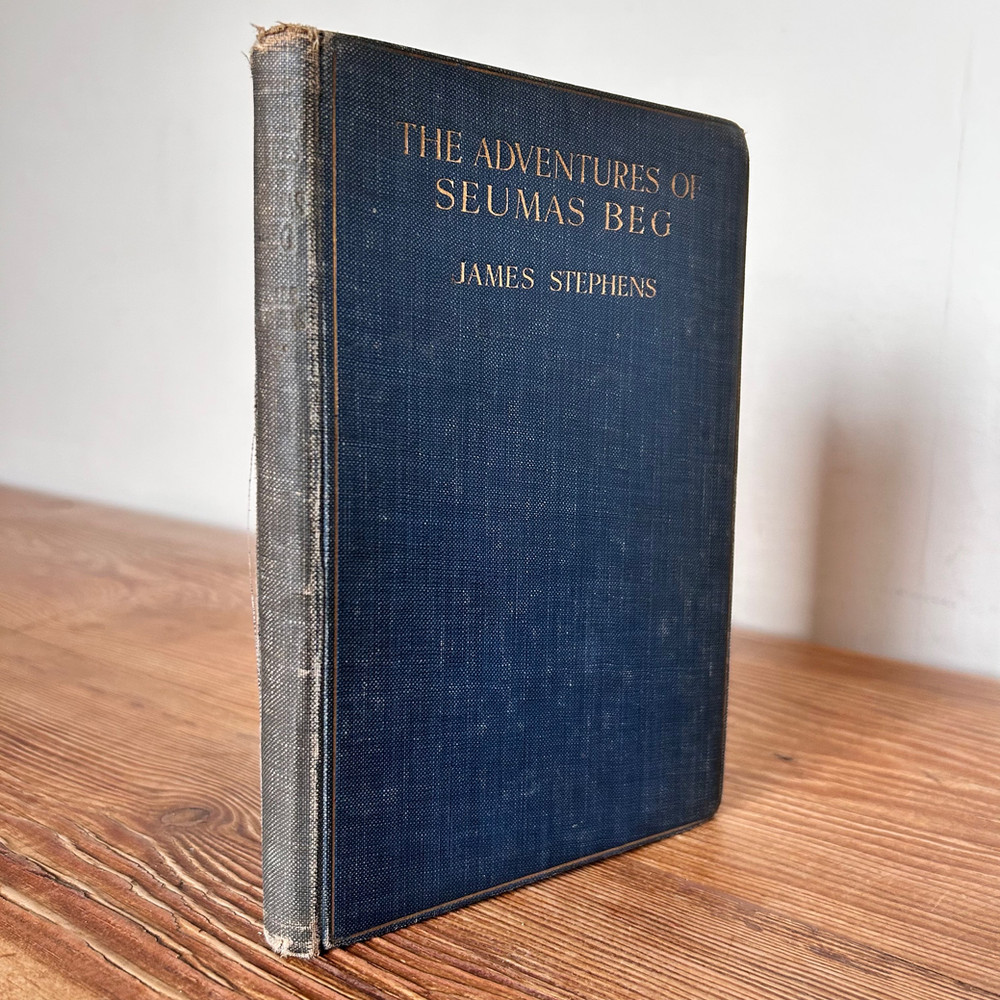 THE ADVENTURES OF
SEUMAS BEG
JAMES STEPHENS